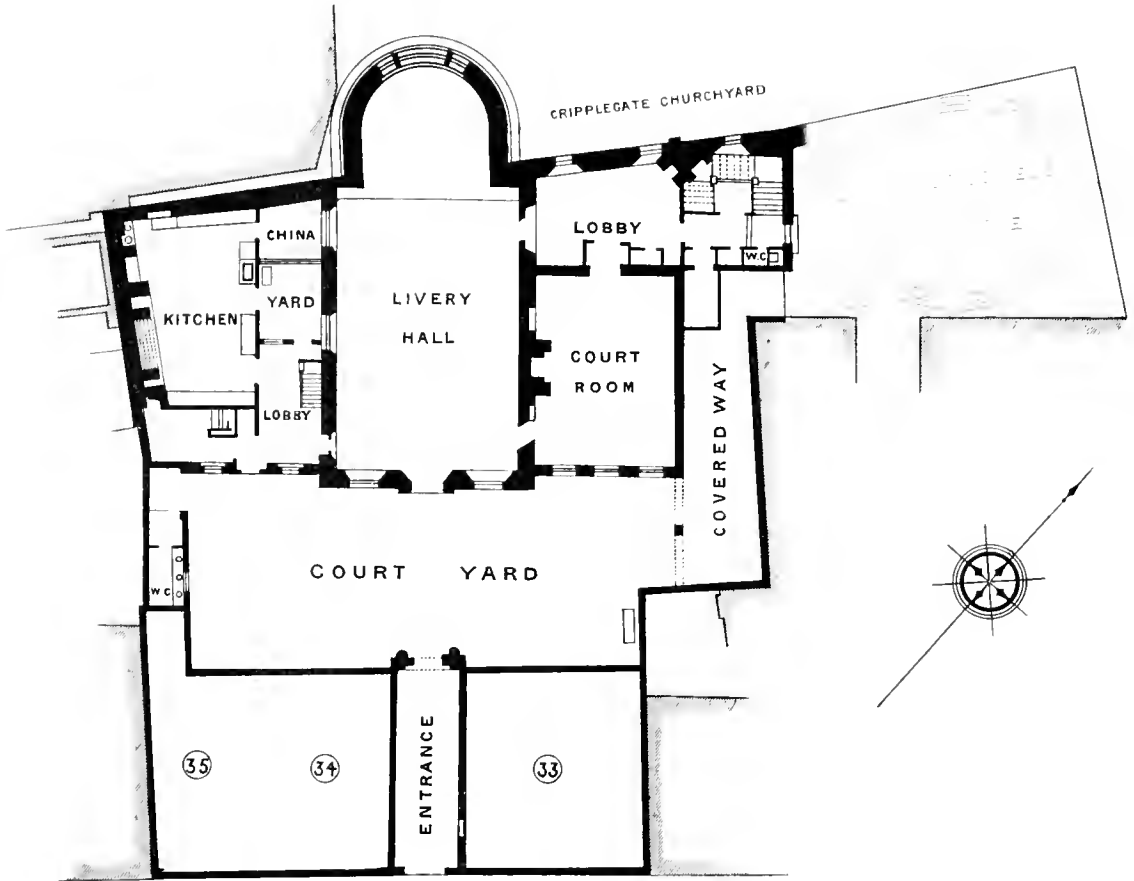 CRIPPLEGATE CHURCHYARD
CHINA
LOBBY
W.C
YARD
KITCHEN
LIVERY
HALL
COURT
ROOM
LOBBY
COVERED WAY
COURT YARD
W.C
ENTRANCE
35
34
33